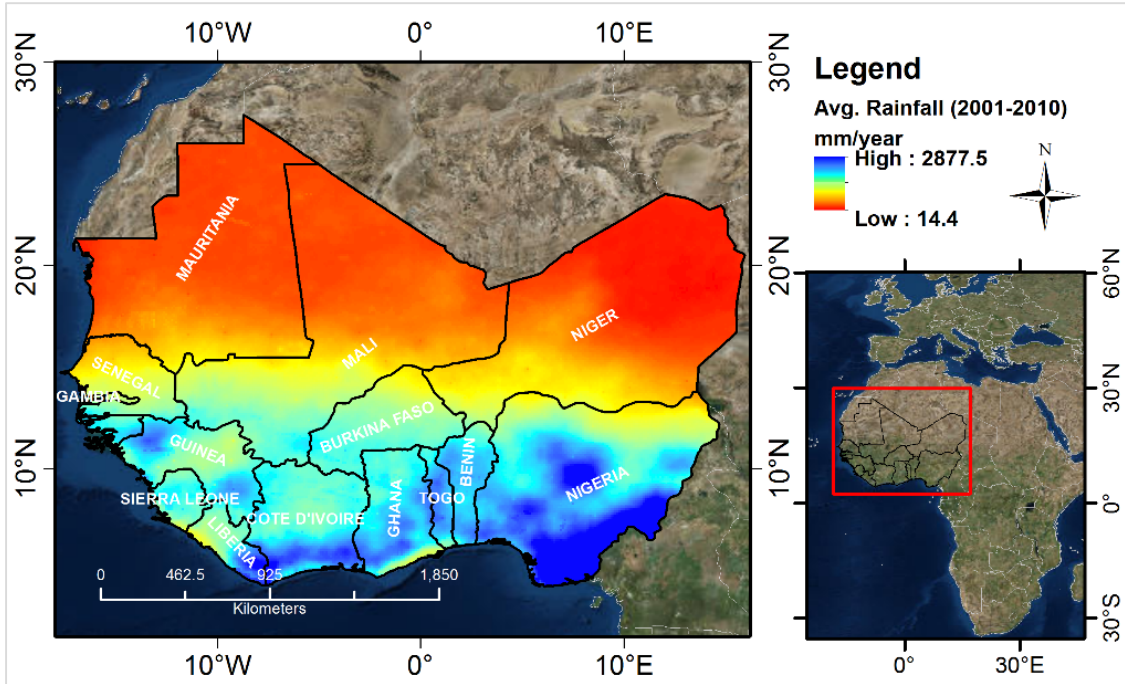 10°W 0° 10°E
30°N
20°N
10°N
30°N
20°N
10°N
MAURITANIA
MALI
NIGER
SENEGAL
GAMBIA
GUINEA
BURKINA FASO
BENIN
NIGERIA
SIERRA LEONE
LIBERIA
COTE D'IVOIRE
GHANA
TOGO
0 462.5 925 1,850
Kilometers
10°W 0° 10°E
Legend
Avg. Rainfall (2001-2010)
mm/year
High : 2877.5
Low : 14.4
N
60°N
30°N
0°
30°S
0° 30°E